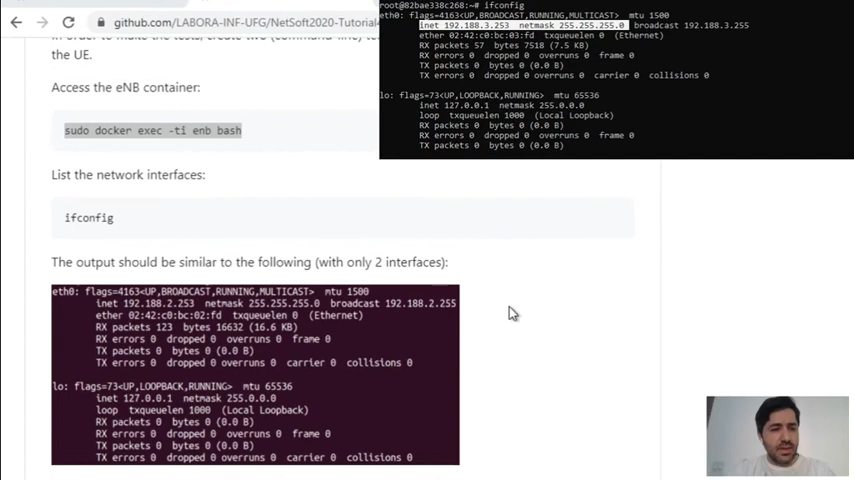 github.com/LABORA-INF-UFG/NetSoft2020-Tutorial
the UE.
Access the eNB container:
sudo docker exec -ti enb bash
List the network interfaces:
ifconfig
The output should be similar to the following (with only 2 interfaces):
eth0: flags=4163<UP,BROADCAST,RUNNING,MULTICAST> mtu 1500
inet 192.188.2.253 netmask 255.255.255.0 broadcast 192.188.2.255
ether 02:42:c0:bc:02:fd txqueuelen 0 (Ethernet)
RX packets 123 bytes 16632 (16.6 KB)
RX errors 0 dropped 0 overruns 0 frame 0
TX packets 0 bytes 0 (0.0 B)
TX errors 0 dropped 0 overruns 0 carrier 0 collisions 0
lo: flags=73<UP,LOOPBACK,RUNNING> mtu 65536
inet 127.0.0.1 netmask 255.0.0.0
loop txqueuelen 1000 (Local Loopback)
RX packets 0 bytes 0 (0.0 B)
RX errors 0 dropped 0 overruns 0 frame 0
TX packets 0 bytes 0 (0.0 B)
TX errors 0 dropped 0 overruns 0 carrier 0 collisions 0
root@82bae338c268:~# ifconfig
eth0: flags=4163<UP,BROADCAST,RUNNING,MULTICAST> mtu 1500
inet 192.188.3.253 netmask 255.255.255.0 broadcast 192.188.3.255
ether 02:42:c0:bc:03:fd txqueuelen 0 (Ethernet)
RX packets 57 bytes 7518 (7.5 KB)
RX errors 0 dropped 0 overruns 0 frame 0
TX packets 0 bytes 0 (0.0 B)
TX errors 0 dropped 0 overruns 0 carrier 0 collisions 0
lo: flags=73<UP,LOOPBACK,RUNNING> mtu 65536
inet 127.0.0.1 netmask 255.0.0.0
loop txqueuelen 1000 (Local Loopback)
RX packets 0 bytes 0 (0.0 B)
RX errors 0 dropped 0 overruns 0 frame 0
TX packets 0 bytes 0 (0.0 B)